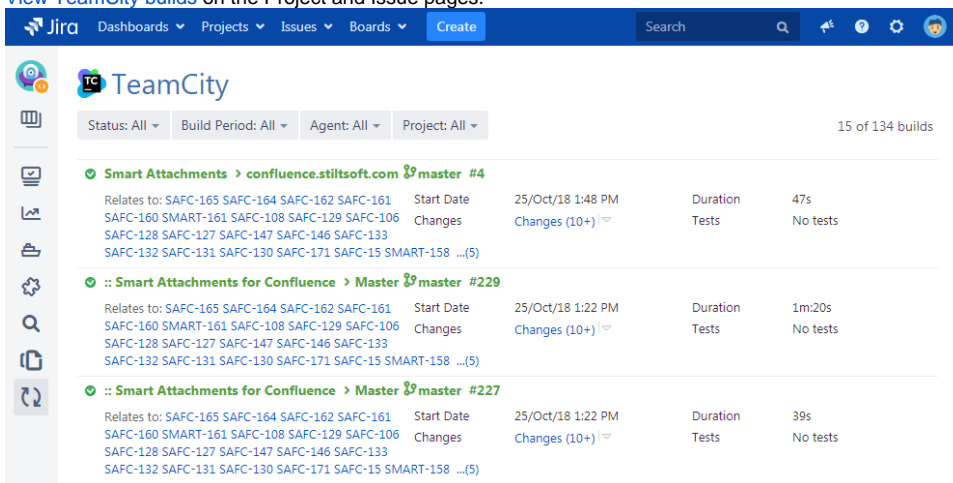 View TeamCity builds on the Project and Issue pages.
Jira Dashboards Projects Issues Boards Create Search
TC TeamCity
Status: All Build Period: All Agent: All Project: All 15 of 134 builds
Smart Attachments > confluence.stiltsoft.com master #4
Relates to: SAFC-165 SAFC-164 SAFC-162 SAFC-161 Start Date 25/Oct/18 1:48 PM Duration 47s
SAFC-160 SMART-161 SAFC-108 SAFC-129 SAFC-106 Changes Changes (10+) Tests No tests
SAFC-128 SAFC-127 SAFC-147 SAFC-146 SAFC-133
SAFC-132 SAFC-131 SAFC-130 SAFC-171 SAFC-15 SMART-158 ...(5)
:: Smart Attachments for Confluence > Master master #229
Relates to: SAFC-165 SAFC-164 SAFC-162 SAFC-161 Start Date 25/Oct/18 1:22 PM Duration 1m:20s
SAFC-160 SMART-161 SAFC-108 SAFC-129 SAFC-106 Changes Changes (10+) Tests No tests
SAFC-128 SAFC-127 SAFC-147 SAFC-146 SAFC-133
SAFC-132 SAFC-131 SAFC-130 SAFC-171 SAFC-15 SMART-158 ...(5)
:: Smart Attachments for Confluence > Master master #227
Relates to: SAFC-165 SAFC-164 SAFC-162 SAFC-161 Start Date 25/Oct/18 1:22 PM Duration 39s
SAFC-160 SMART-161 SAFC-108 SAFC-129 SAFC-106 Changes Changes (10+) Tests No tests
SAFC-128 SAFC-127 SAFC-147 SAFC-146 SAFC-133
SAFC-132 SAFC-131 SAFC-130 SAFC-171 SAFC-15 SMART-158 ...(5)